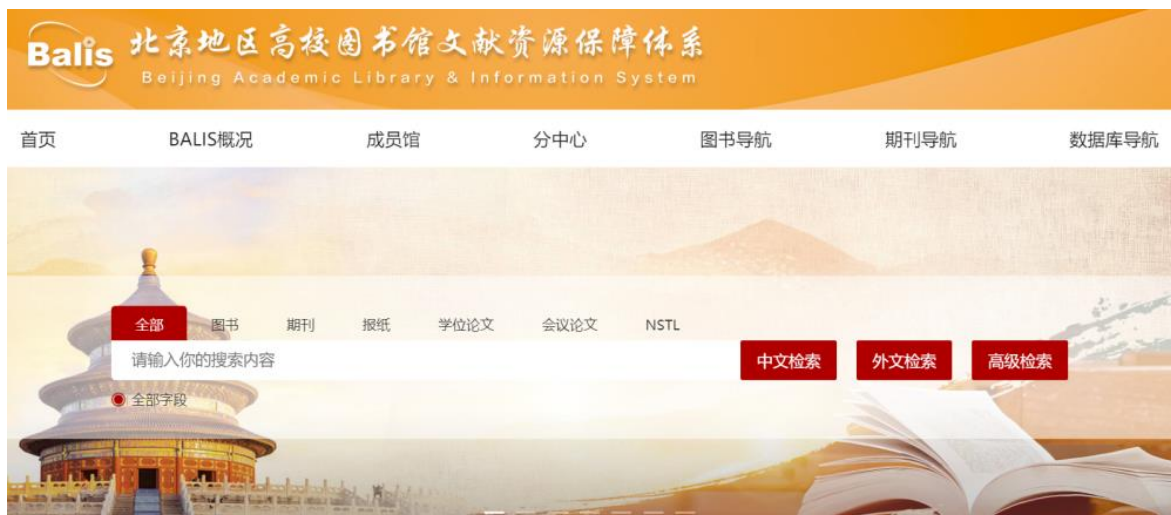 Balis 北京地区高校图书馆文献资源保障体系
Beijing Academic Library & Information System
首页 BALIS概况 成员馆 分中心 图书导航 期刊导航 数据库导航
全部 图书 期刊 报纸 学位论文 会议论文 NSTL
请输入你的搜索内容 中文检索 外文检索 高级检索
全部字段